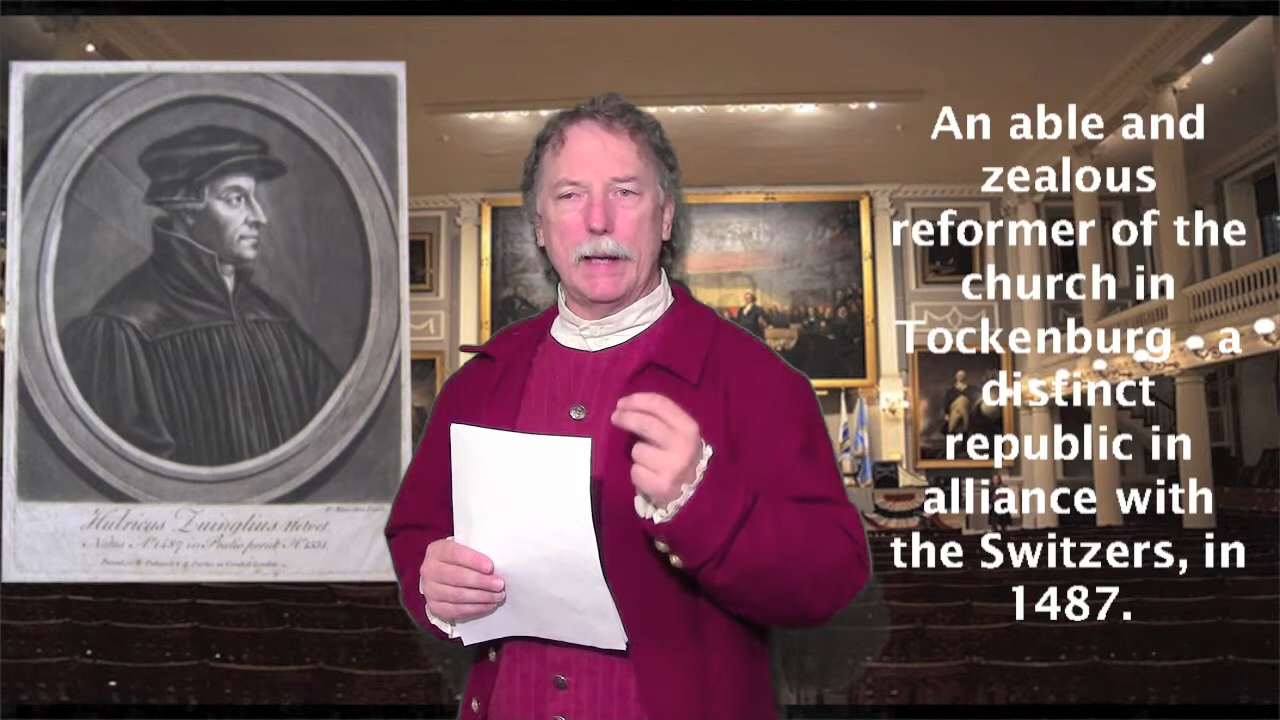 Hulricus Zuinglius
An able and
zealous
reformer of the
church in
Tockenburg - a
distinct
republic in
alliance with
the Switzers, in
1487.